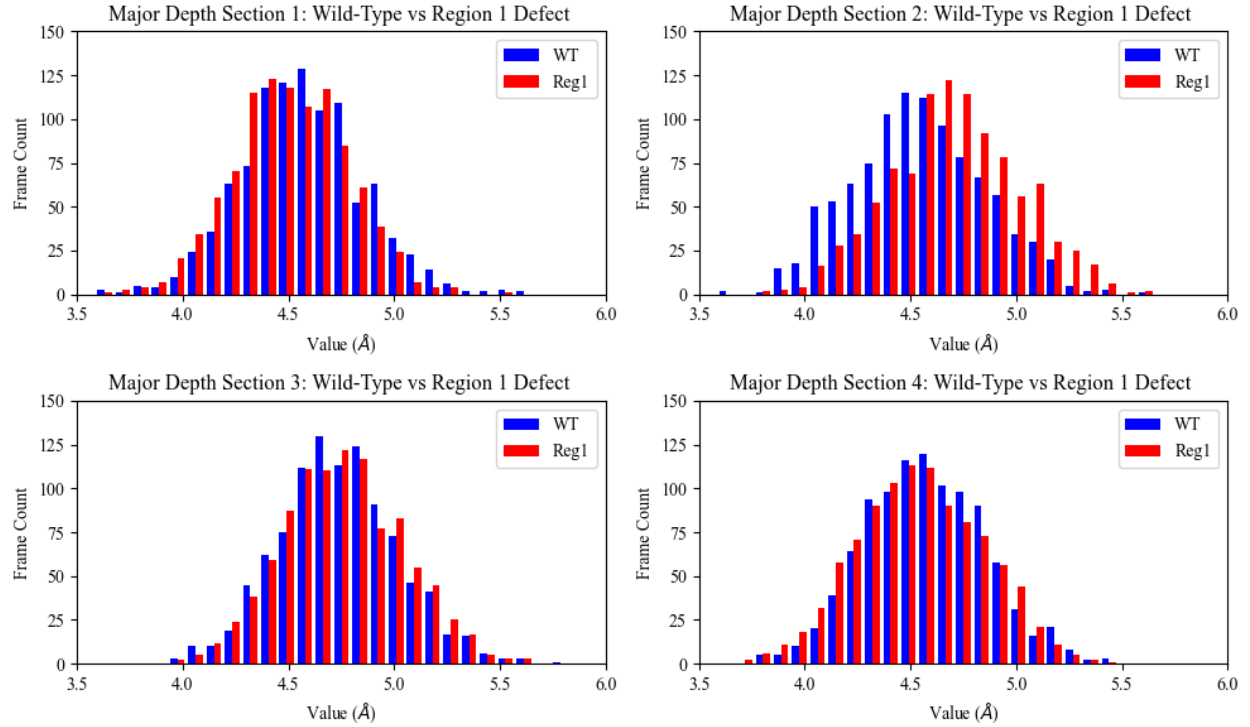 Major Depth Section 1: Wild-Type vs Region 1 Defect
150
125
100
75
50
25
0
Frame Count
WT
Reg1
3.5 4.0 4.5 5.0 5.5 6.0
Value (Å)
Major Depth Section 2: Wild-Type vs Region 1 Defect
150
125
100
75
50
25
0
Frame Count
WT
Reg1
3.5 4.0 4.5 5.0 5.5 6.0
Value (Å)
Major Depth Section 3: Wild-Type vs Region 1 Defect
150
125
100
75
50
25
0
Frame Count
WT
Reg1
3.5 4.0 4.5 5.0 5.5 6.0
Value (Å)
Major Depth Section 4: Wild-Type vs Region 1 Defect
150
125
100
75
50
25
0
Frame Count
WT
Reg1
3.5 4.0 4.5 5.0 5.5 6.0
Value (Å)